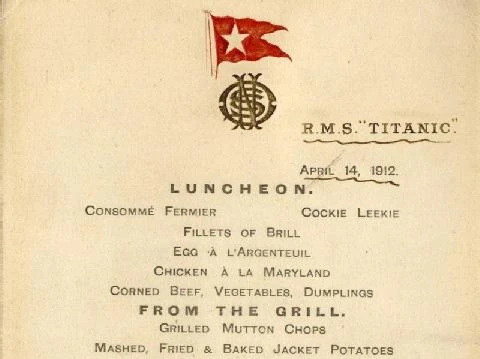 OSNC
R.M.S. "TITANIC."
APRIL 14, 1912.
LUNCHEON.
CONSOMMÉ FERMIER COCKIE LEEKIE
FILLETS OF BRILL
EGG À L'ARGENTEUIL
CHICKEN À LA MARYLAND
CORNED BEEF, VEGETABLES, DUMPLINGS
FROM THE GRILL.
GRILLED MUTTON CHOPS
MASHED, FRIED & BAKED JACKET POTATOES